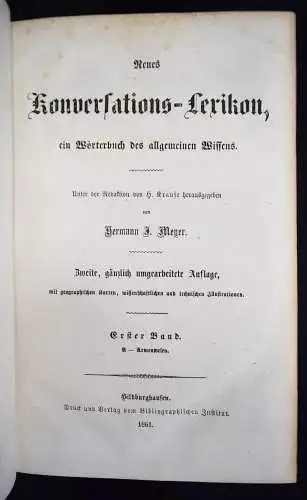 Neues
Konversations-Lexikon,
ein Wörterbuch des allgemeinen Wissens.
Unter der Redaktion von H. Krause herausgegeben
von
Hermann J. Meyer.
Zweite, gänzlich umgearbeitete Auflage,
mit geographischen Karten, wissenschaftlichen und technischen Illustrationen.
Erster Band.
A – Armenwesen.
Hildburghausen.
Druck und Verlag vom Bibliographischen Institut.
1861.